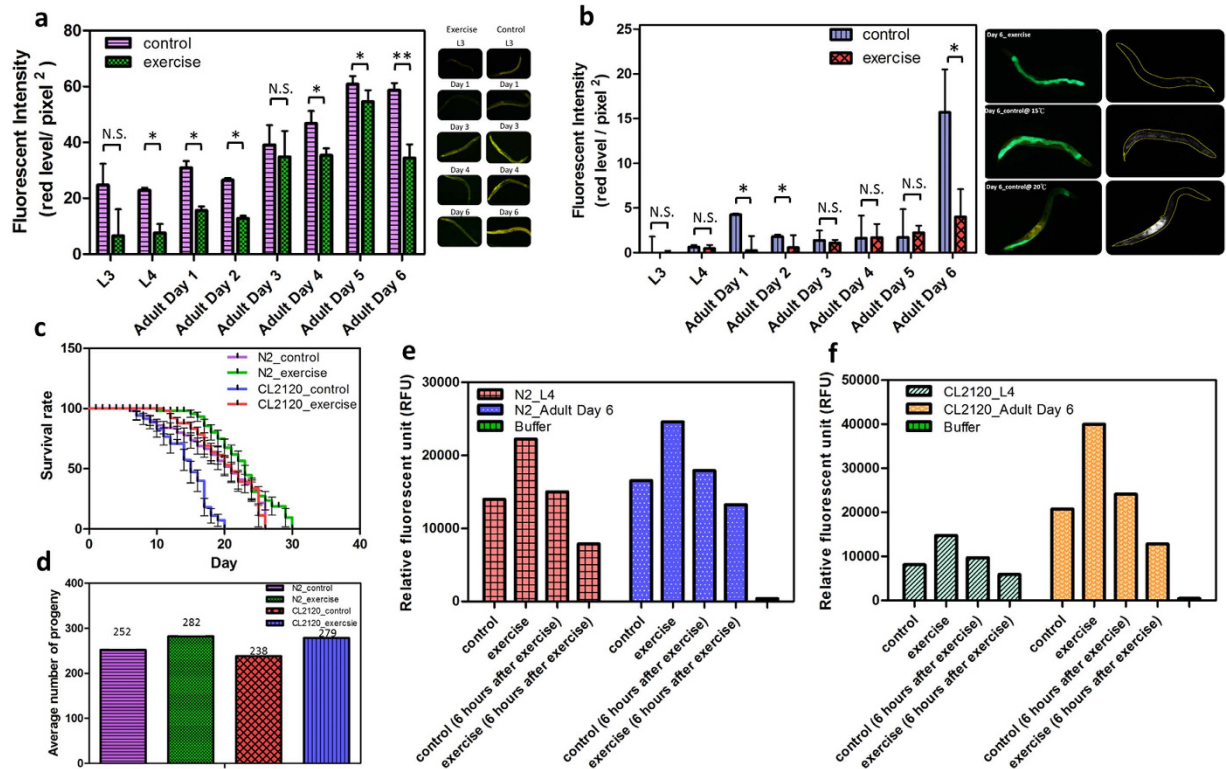 a
Fluorescent Intensity
(red level/ pixel 2 )
80
60
40
20
0
control
exercise
N.S.
*
*
*
N.S.
*
*
**
L3
L4
Adult Day 1
Adult Day 2
Adult Day 3
Adult Day 4
Adult Day 5
Adult Day 6
Exercise Control
L3 L3
Day 1 Day 1
Day 3 Day 3
Day 4 Day 4
Day 6 Day 6
b
Fluorescent Intensity
(red level/ pixel 2 )
25
20
15
10
5
0
control
exercise
N.S.
N.S.
*
*
N.S.
N.S.
N.S.
*
L3
L4
Adult Day 1
Adult Day 2
Adult Day 3
Adult Day 4
Adult Day 5
Adult Day 6
Day 6_ exercise
Day 6_control@ 15℃
Day 6_control@ 20℃
c
Survival rate
150
100
50
0
N2_control
N2_exercise
CL2120_control
CL2120_exercise
0 10 20 30 40
Day
d
Average number of progeny
400
300
200
100
0
N2_control
N2_exercise
CL2120_control
CL2120_exercsie
252
282
238
279
e
Relative fluorescent unit (RFU)
30000
20000
10000
0
N2_L4
N2_Adult Day 6
Buffer
control
exercise
control (6 hours after exercise)
exercise (6 hours after exercise)
control
exercise
control (6 hours after exercise)
exercise (6 hours after exercise)
f
Relative fluorescent unit (RFU)
50000
40000
30000
20000
10000
0
CL2120_L4
CL2120_Adult Day 6
Buffer
control
exercise
control (6 hours after exercise)
exercise (6 hours after exercise)
control
exercise
control (6 hours after exercise)
exercise (6 hours after exercise)